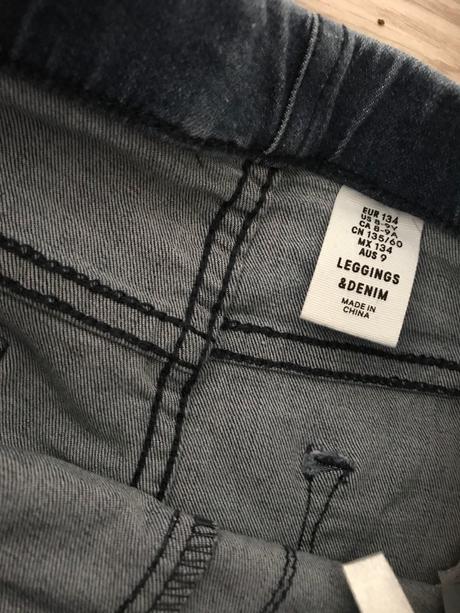 EUR 134
US 8-9Y
CA 8-9A
CN 135/60
MX 134
AUS 9
LEGGINGS
&DENIM
MADE IN
CHINA